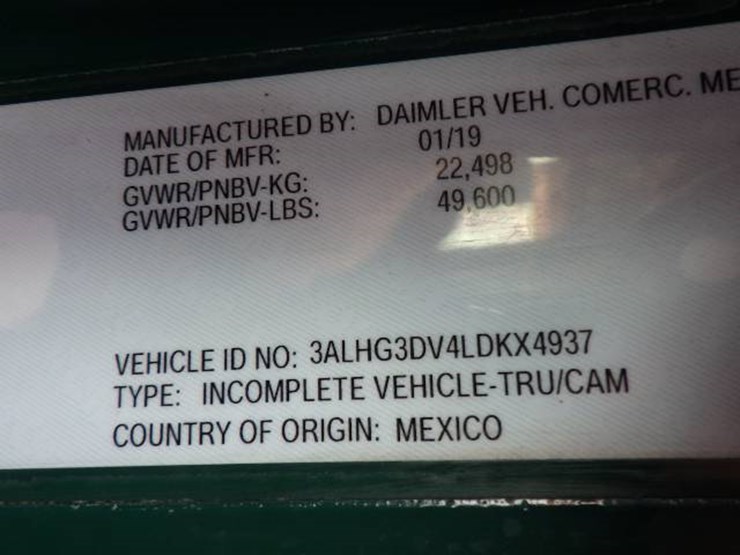 MANUFACTURED BY: DAIMLER VEH. COMERC. ME
DATE OF MFR: 01/19
GVWR/PNBV-KG: 22,498
GVWR/PNBV-LBS: 49,600
VEHICLE ID NO: 3ALHG3DV4LDKX4937
TYPE: INCOMPLETE VEHICLE-TRU/CAM
COUNTRY OF ORIGIN: MEXICO